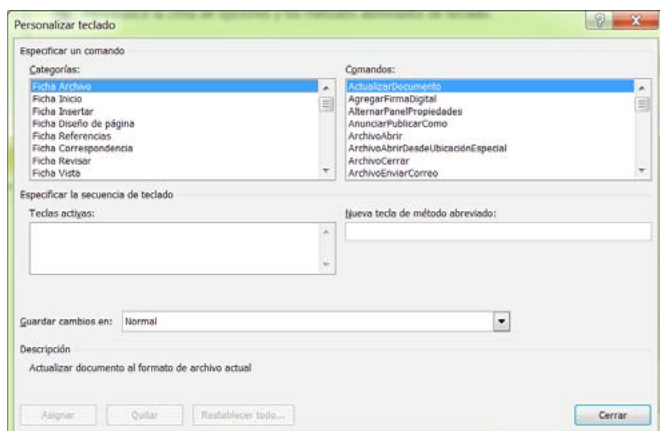 Personalizar teclado
Especificar un comando
Categorías:
Comandos:
Ficha Archivo
Ficha Inicio
Ficha Insertar
Ficha Diseño de página
Ficha Referencias
Ficha Correspondencia
Ficha Revisar
Ficha Vista
ActualizarDocumento
AgregarFirmaDigital
AlternarPanelPropiedades
AnunciarPublicarComo
ArchivoAbrir
ArchivoAbrirDesdeUbicaciónEspecial
ArchivoCerrar
ArchivoEnviarCorreo
Especificar la secuencia de teclado
Teclas activas:
Nueva tecla de método abreviado:
Guardar cambios en: Normal
Descripción
Actualizar documento al formato de archivo actual
Asignar
Quitar
Restablecer todo...
Cerrar